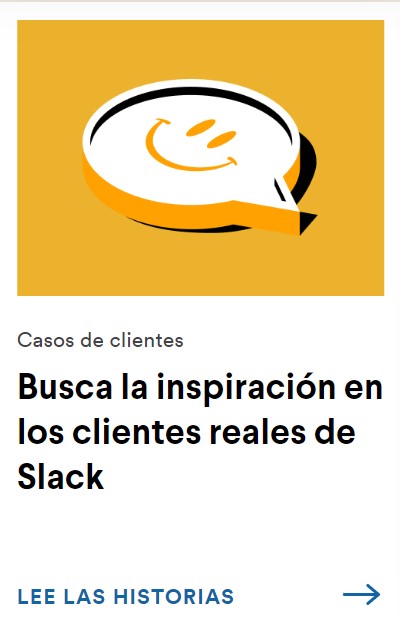 Casos de clientes
Busca la inspiración en
los clientes reales de
Slack
LEE LAS HISTORIAS